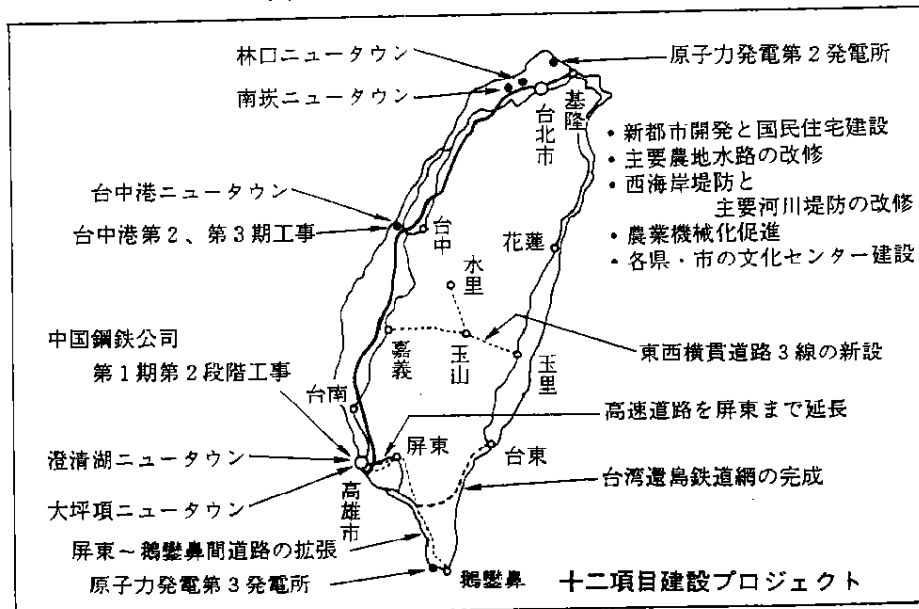 林口ニュータウン
南崁ニュータウン
原子力発電第２発電所
基隆
台北市
・新都市開発と国民住宅建設
・主要農地水路の改修
・西海岸堤防と
主要河川堤防の改修
・農業機械化促進
・各県・市の文化センター建設
台中港ニュータウン
台中港第２、第３期工事
台中
花蓮
水里
中国鋼鉄公司
第１期第２段階工事
嘉義
玉山
玉里
東西横貫道路３線の新設
台南
高速道路を屏東まで延長
屏東
台東
澄清湖ニュータウン
大坪項ニュータウン
高雄市
台湾還島鉄道網の完成
屏東～鵝鑾鼻間道路の拡張
原子力発電第３発電所
鵝鑾鼻
十二項目建設プロジェクト